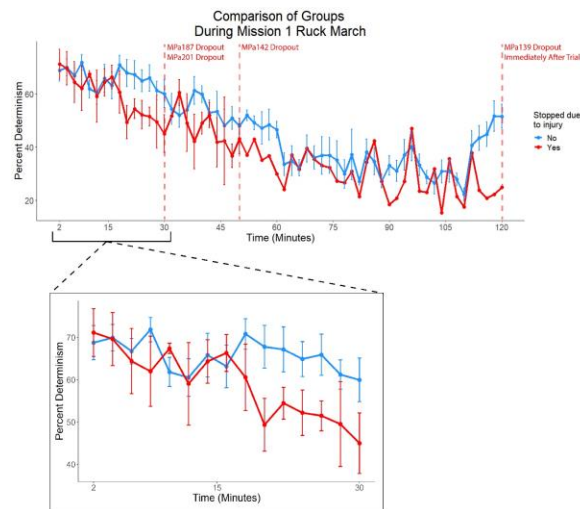 Comparison of Groups
During Mission 1 Ruck March
MPa187 Dropout
MPa201 Dropout
MPa142 Dropout
MPa139 Dropout
Immediately After Trial
Percent Determinism
60
40
20
2
15
30
45
60
75
90
105
120
Time (Minutes)
Stopped due
to injury
No
Yes
Percent Determinism
70
60
50
40
2
15
30
Time (Minutes)